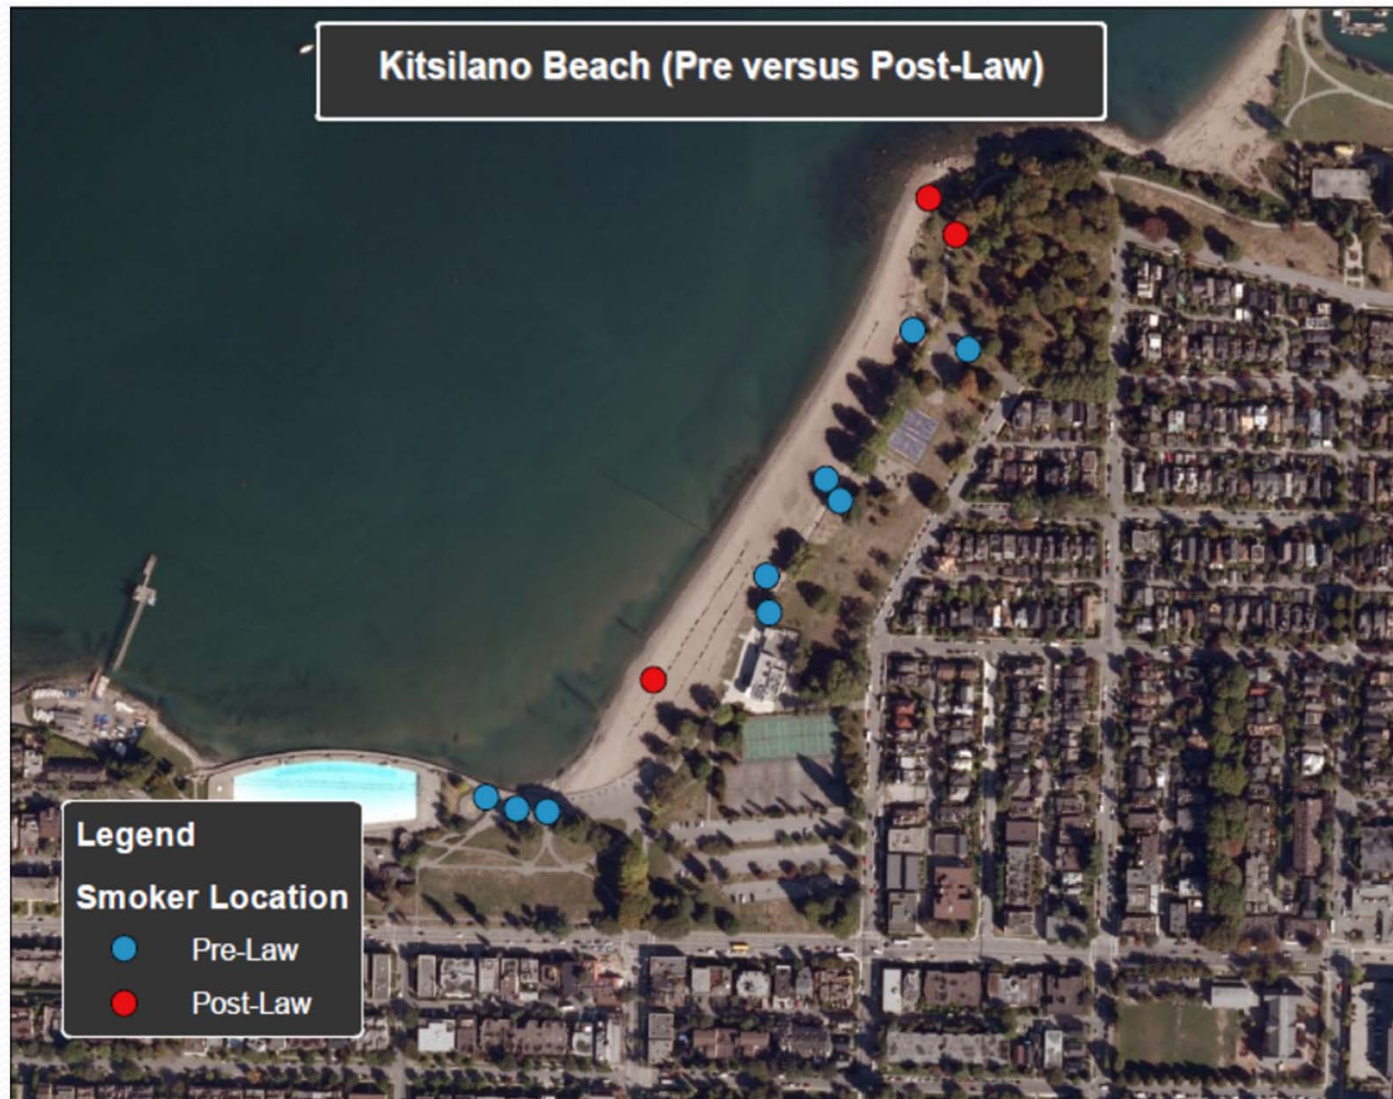 Kitsilano Beach (Pre versus Post-Law)
Legend
Smoker Location
Pre-Law
Post-Law